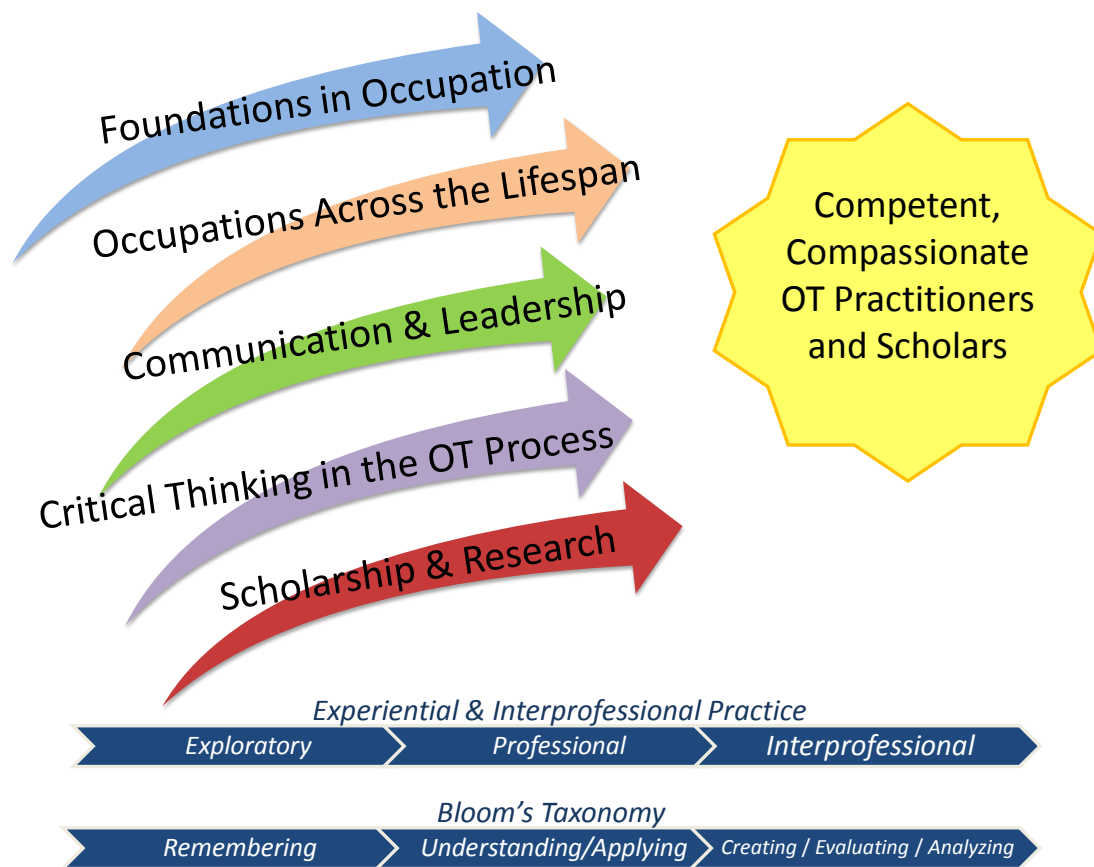 Foundations in Occupation
Occupations Across the Lifespan
Communication & Leadership
Critical Thinking in the OT Process
Scholarship & Research
Competent,
Compassionate
OT Practitioners
and Scholars
Experiential & Interprofessional Practice
Exploratory
Professional
Interprofessional
Bloom's Taxonomy
Remembering
Understanding/Applying
Creating / Evaluating / Analyzing